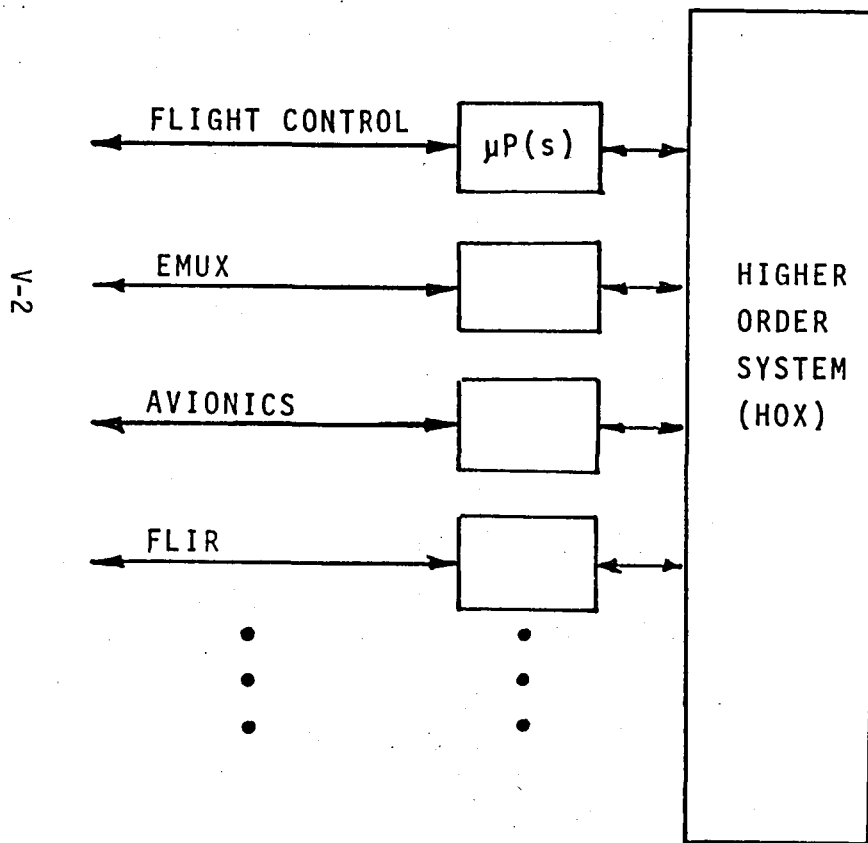 FLIGHT CONTROL
µP(s)
EMUX
AVIONICS
FLIR
HIGHER
ORDER
SYSTEM
(HOX)
V-2